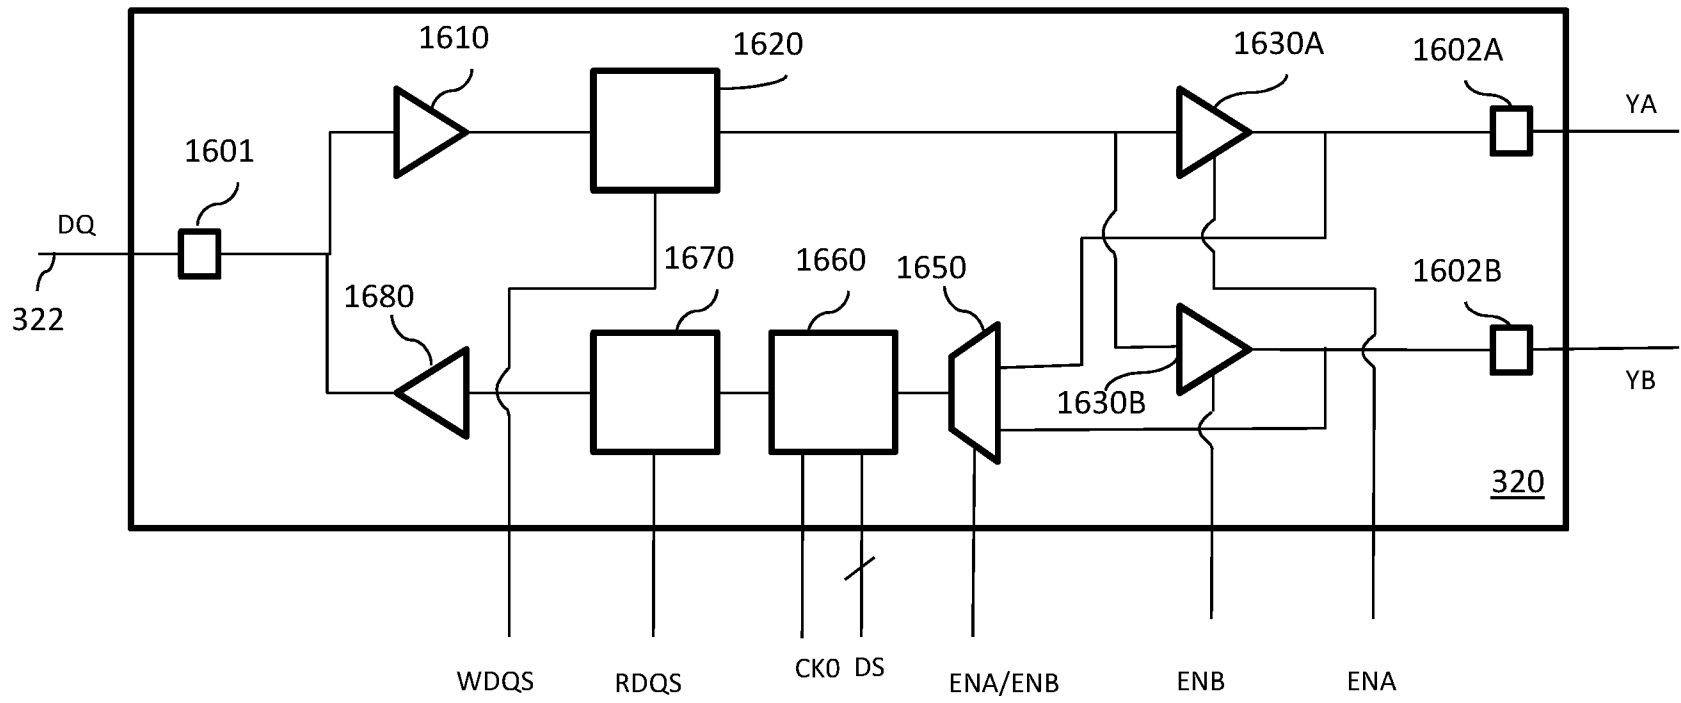 1610
1620
1630A
1602A
YA
1601
DQ
322
1680
1670
1660
1650
1602B
1630B
YB
320
WDQS
RDQS
CK0
DS
ENA/ENB
ENB
ENA